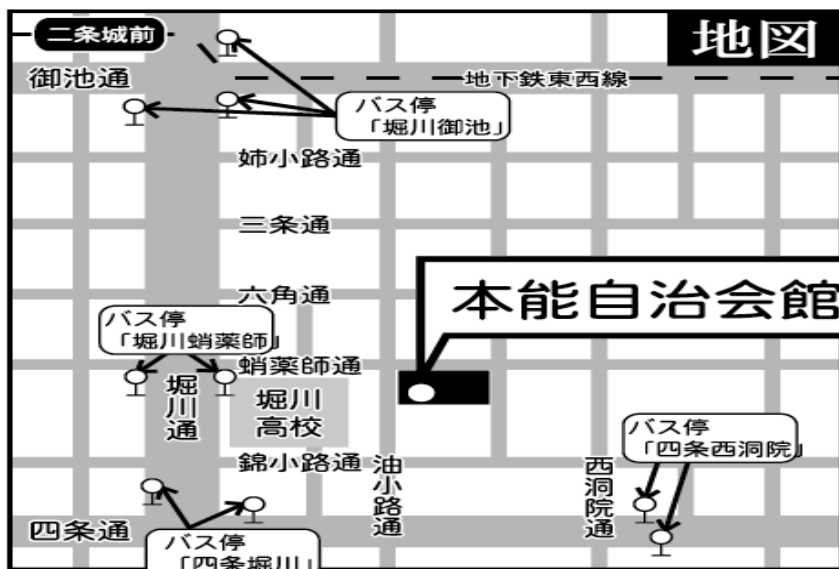 二条城前
地図
御池通
地下鉄東西線
バス停
「堀川御池」
姉小路通
三条通
六角通
本能自治会館
バス停
「堀川蛸薬師」
蛸薬師通
堀川通
堀川
高校
錦小路通
油小路通
西洞院通
バス停
「四条西洞院」
四条通
バス停
「四条堀川」